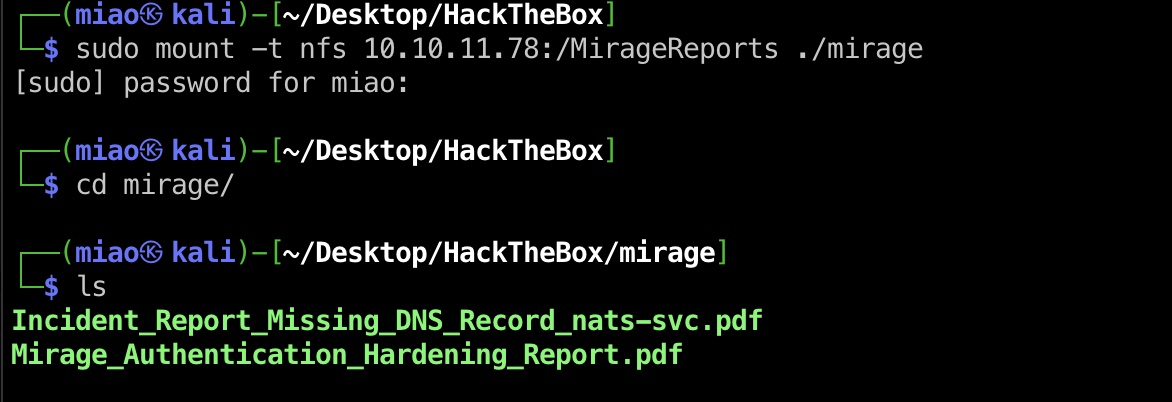 ┌──(miao㉿kali)-[~/Desktop/HackTheBox]
└─$ sudo mount -t nfs 10.10.11.78:/MirageReports ./mirage
[sudo] password for miao:
┌──(miao㉿kali)-[~/Desktop/HackTheBox]
└─$ cd mirage/
┌──(miao㉿kali)-[~/Desktop/HackTheBox/mirage]
└─$ ls
Incident_Report_Missing_DNS_Record_nats-svc.pdf
Mirage_Authentication_Hardening_Report.pdf